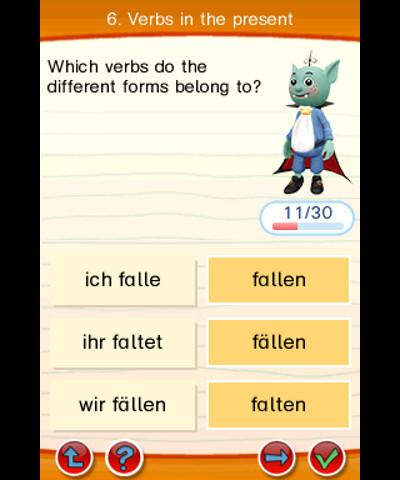 6. Verbs in the present
Which verbs do the
different forms belong to?
11/30
ich falle
fallen
ihr faltet
fällen
wir fällen
falten
?